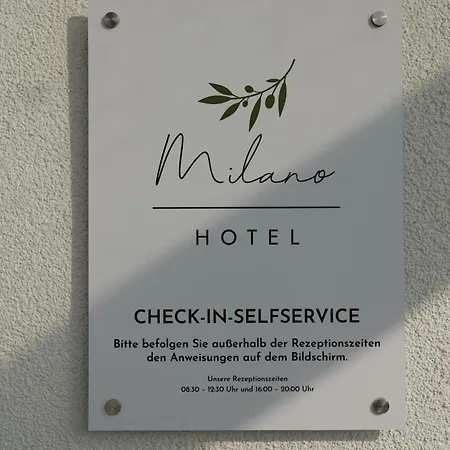 Milano
HOTEL
CHECK-IN-SELFSERVICE
Bitte befolgen Sie außerhalb der Rezeptionszeiten
den Anweisungen auf dem Bildschirm.
Unsere Rezeptionszeiten
08:30 – 12:30 Uhr und 16:00 – 20:00 Uhr